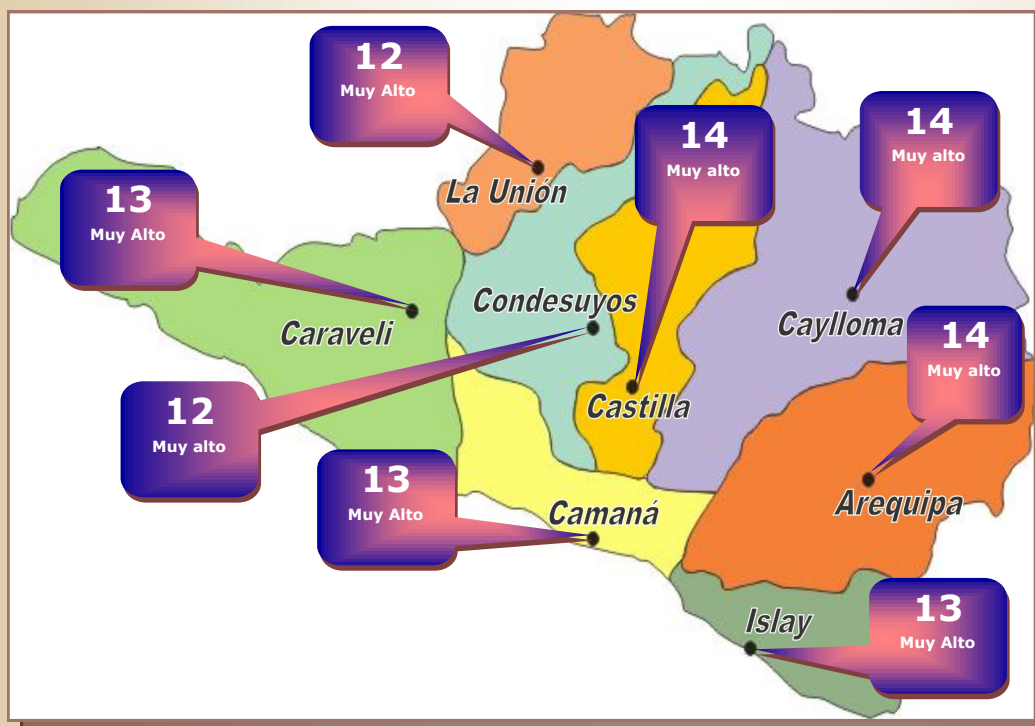 12
Muy Alto
14
Muy alto
14
Muy alto
La Unión
13
Muy Alto
Condesuyos
Caraveli
Caylloma
14
Muy alto
12
Muy alto
Castilla
13
Muy Alto
Camaná
Arequipa
13
Muy Alto
Islay